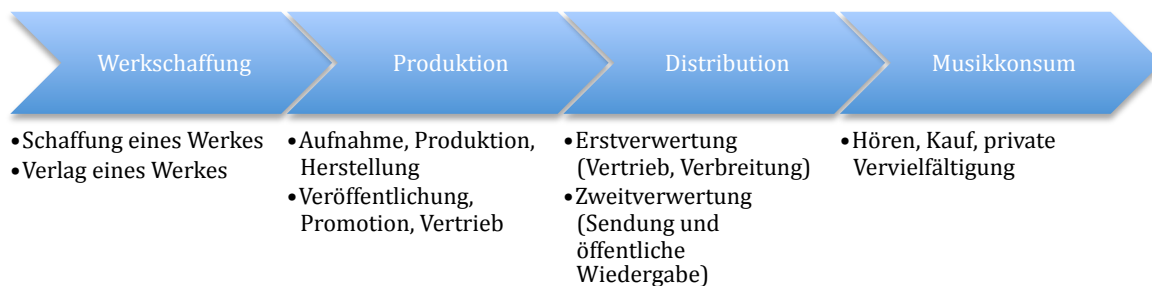 Werkschaffung
Produktion
Distribution
Musikkonsum
•Schaffung eines Werkes
•Verlag eines Werkes
•Aufnahme, Produktion,
Herstellung
•Veröffentlichung,
Promotion, Vertrieb
•Erstverwertung
(Vertrieb, Verbreitung)
•Zweitverwertung
(Sendung und
öffentliche
Wiedergabe)
•Hören, Kauf, private
Vervielfältigung